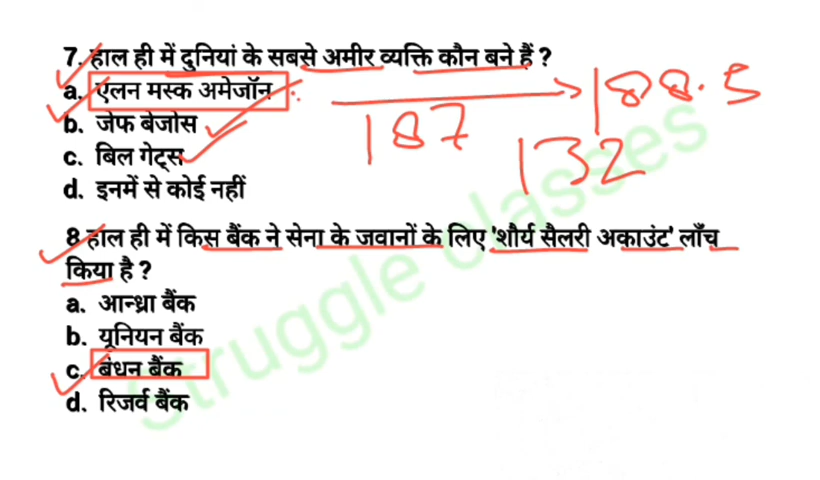 7. हाल ही में दुनियां के सबसे अमीर व्यक्ति कौन बने हैं ?
a. ऐलन मस्क अमेजॉन
b. जेफ बेजोस
c. बिल गेट्स
d. इनमें से कोई नहीं
188.5
187
132
8 हाल ही में किस बैंक ने सेना के जवानों के लिए 'शौर्य सैलरी अकाउंट' लाँच
किया है ?
a. आन्ध्रा बैंक
b. यूनियन बैंक
c. बंधन बैंक
d. रिजर्व बैंक
Struggle classes